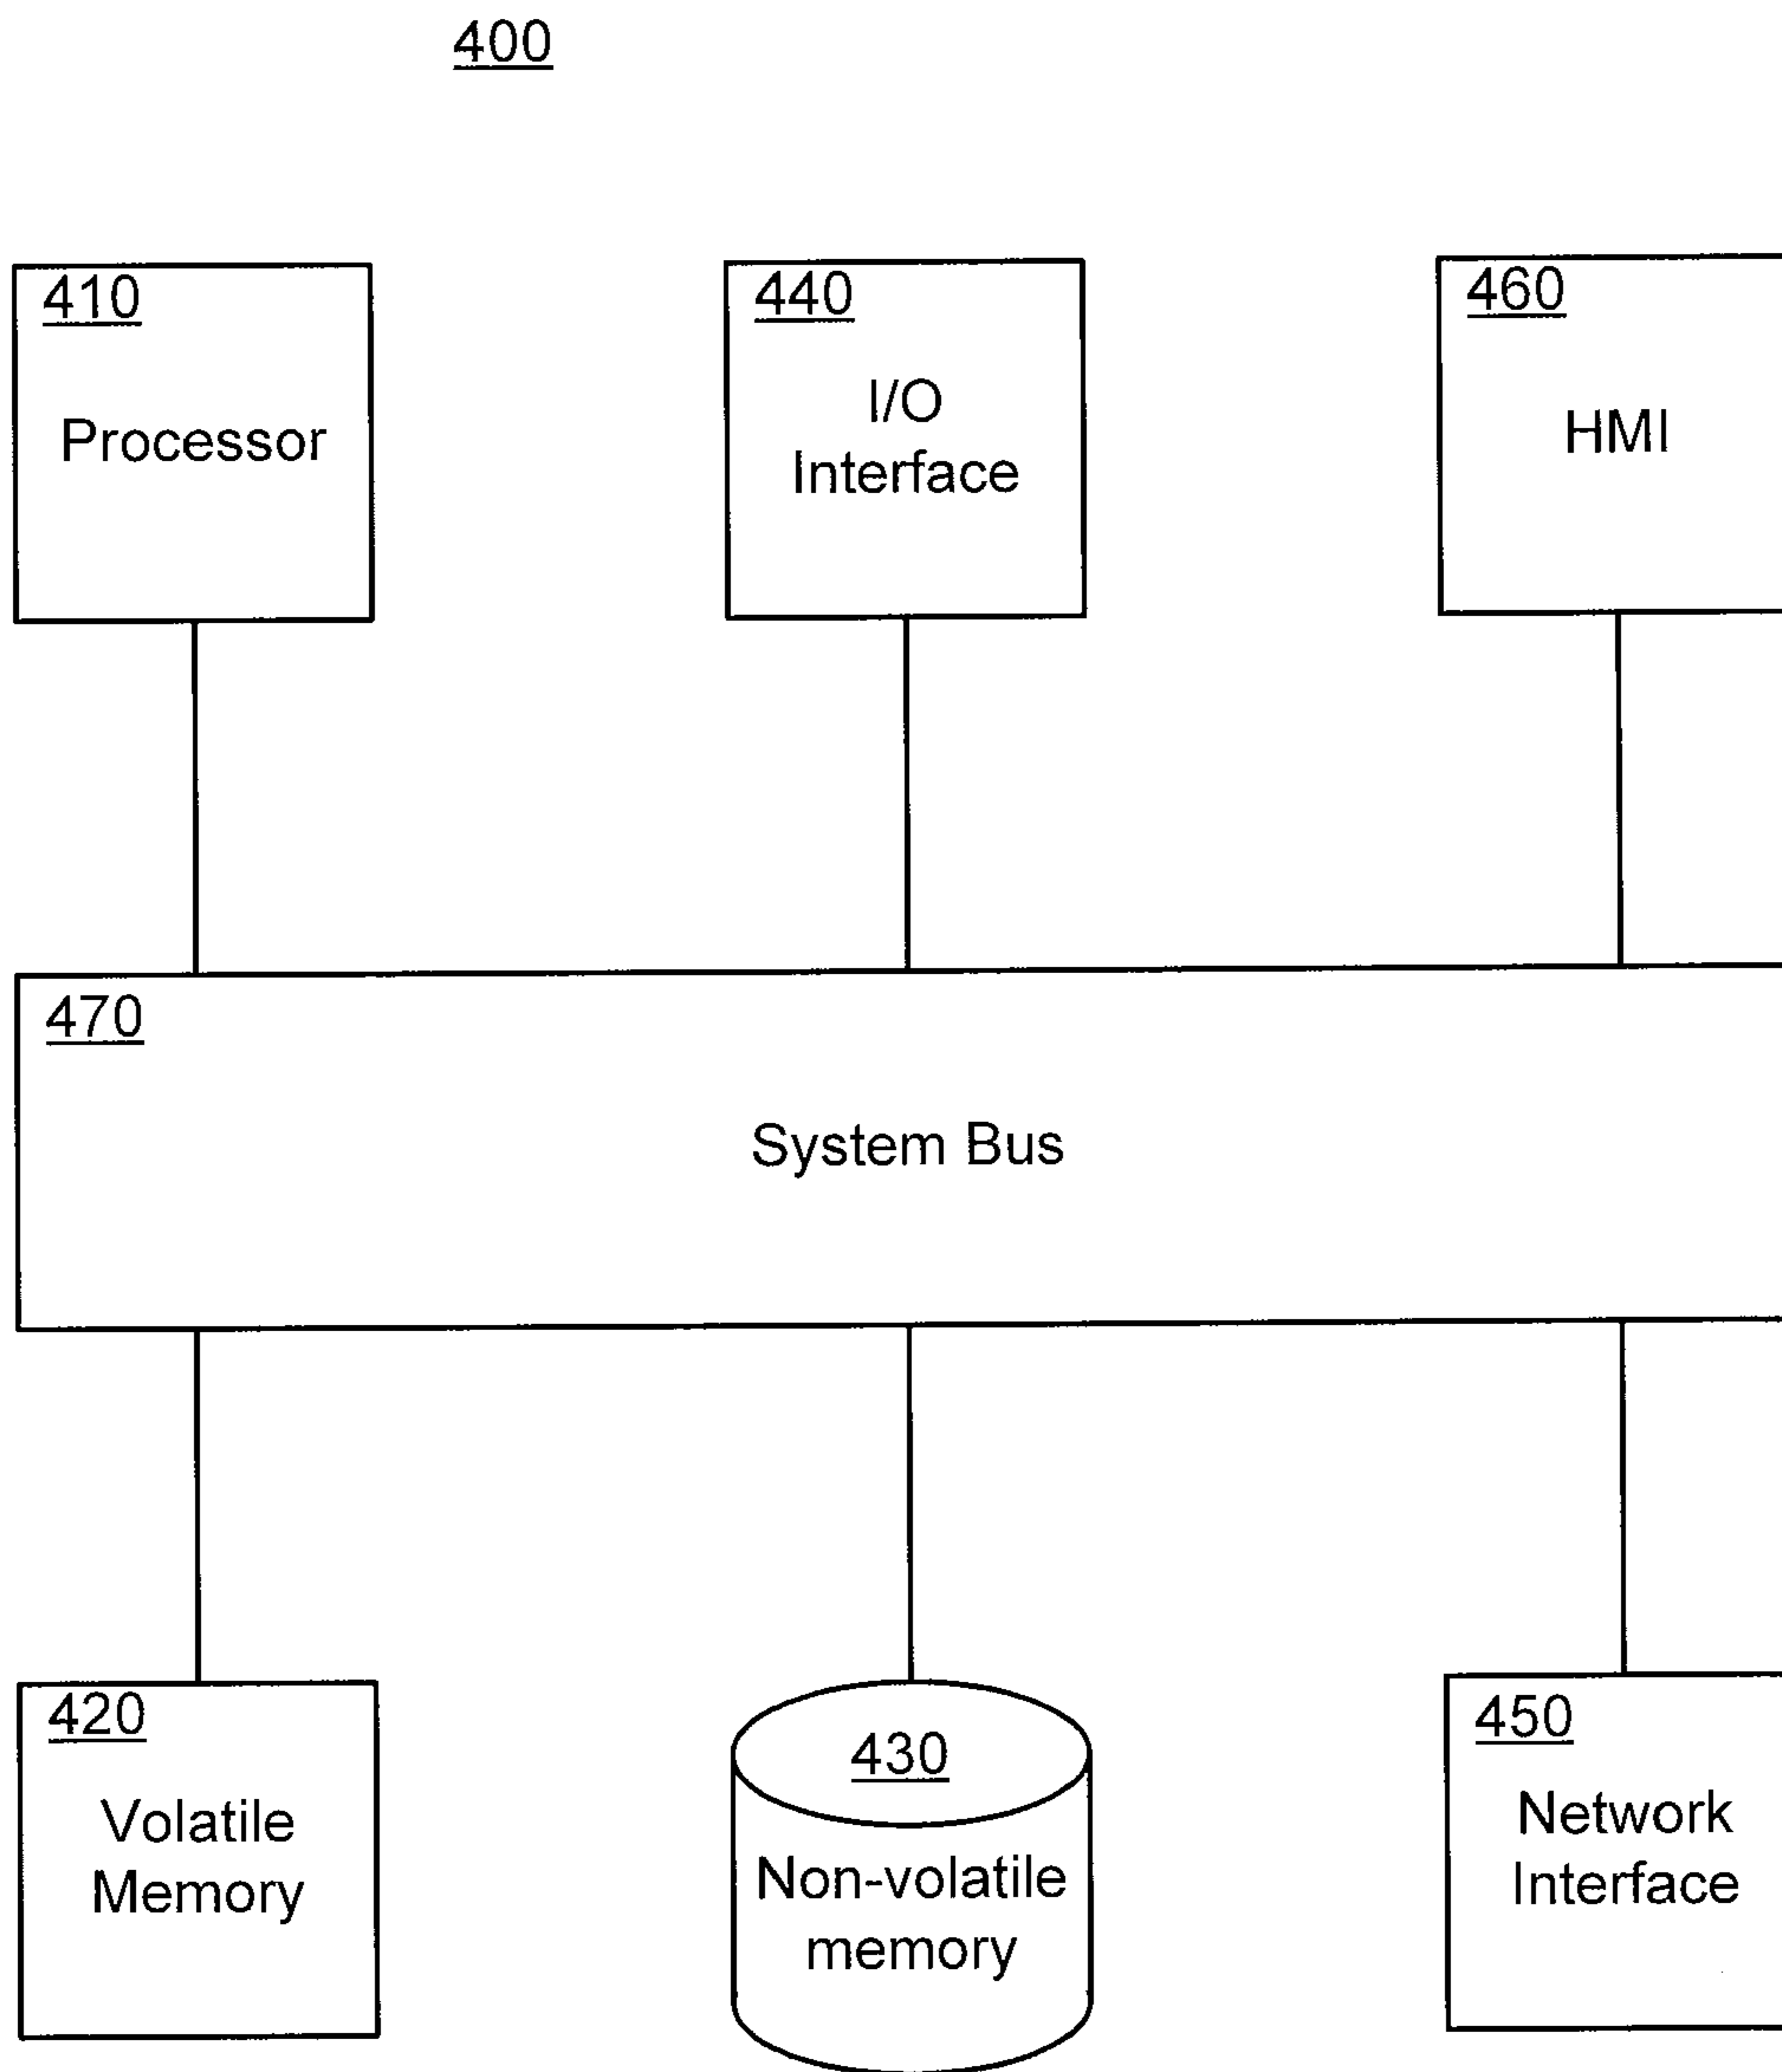 400
410
Processor
440
I/O
Interface
460
HMI
470
System Bus
420
Volatile
Memory
430
Non-volatile
memory
450
Network
Interface